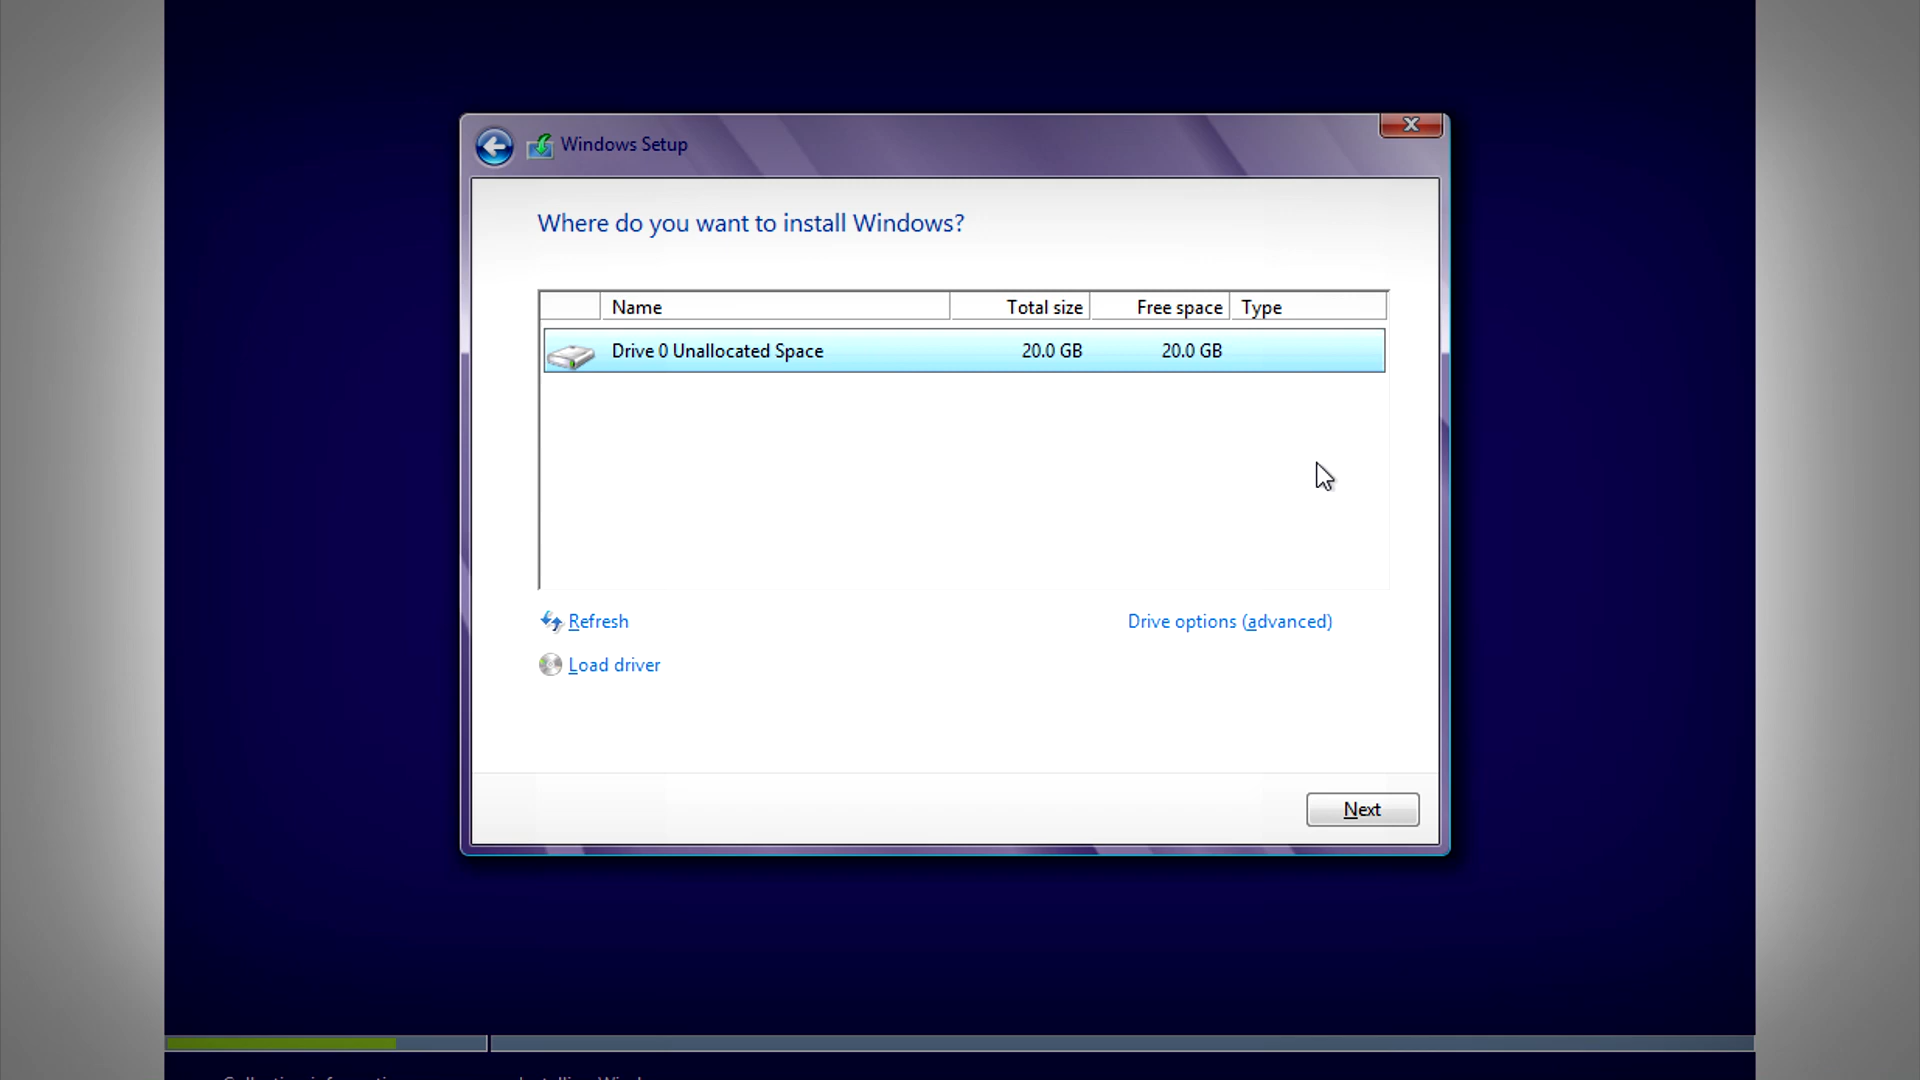 Windows Setup
Where do you want to install Windows?
Name Total size Free space Type
Drive 0 Unallocated Space 20.0 GB 20.0 GB
Refresh Drive options (advanced)
Load driver
Next